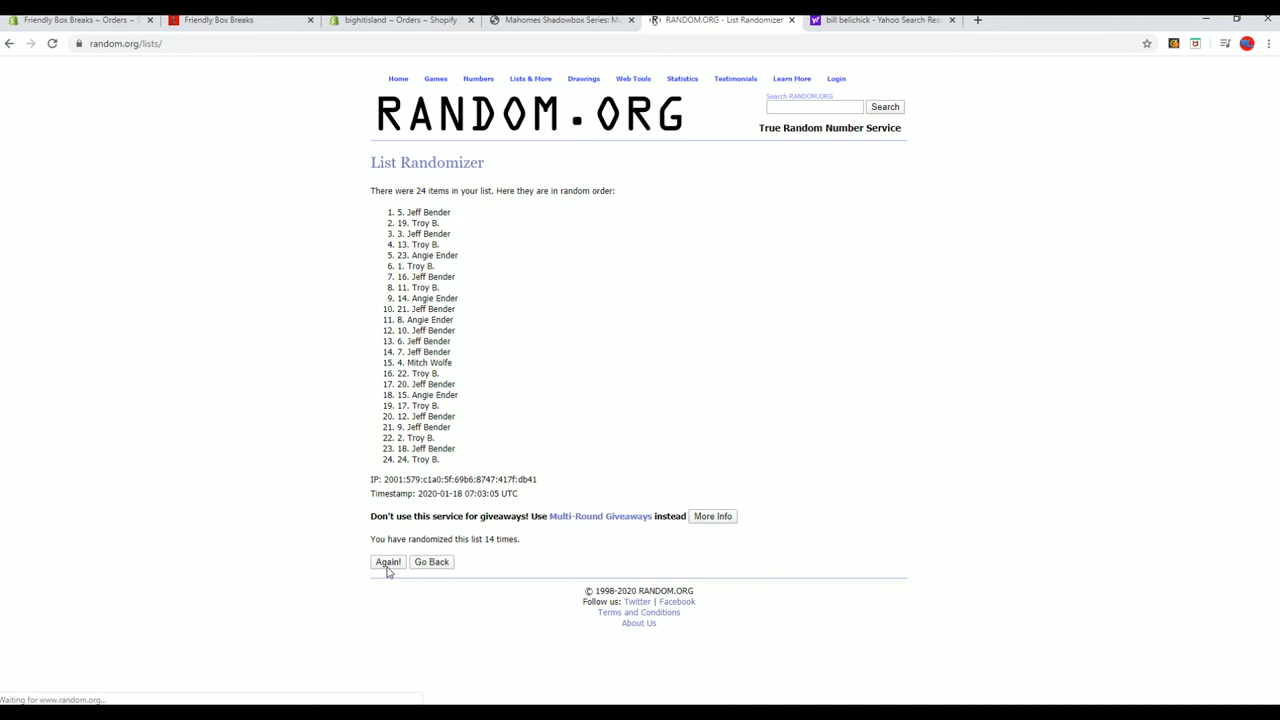 Friendly Box Breaks ~ Orders ~ S
Friendly Box Breaks
bighitisland ~ Orders ~ Shopify
Mahomes Shadowbox Series: M
RANDOM.ORG - List Randomizer
bill belichick - Yahoo Search Res
random.org/lists/
Home Games Numbers Lists & More Drawings Web Tools Statistics Testimonials Learn More Login
RANDOM.ORG
Search RANDOM.ORG
Search
True Random Number Service
List Randomizer
There were 24 items in your list. Here they are in random order:
1. 5. Jeff Bender
2. 19. Troy B.
3. 3. Jeff Bender
4. 13. Troy B.
5. 23. Angie Ender
6. 1. Troy B.
7. 16. Jeff Bender
8. 11. Troy B.
9. 14. Angie Ender
10. 21. Jeff Bender
11. 8. Angie Ender
12. 10. Jeff Bender
13. 6. Jeff Bender
14. 7. Jeff Bender
15. 4. Mitch Wolfe
16. 22. Troy B.
17. 20. Jeff Bender
18. 15. Angie Ender
19. 17. Troy B.
20. 12. Jeff Bender
21. 9. Jeff Bender
22. 2. Troy B.
23. 18. Jeff Bender
24. 24. Troy B.
IP: 2001:579:c1a0:5f:69b6:8747:417f:db41
Timestamp: 2020-01-18 07:03:05 UTC
Don't use this service for giveaways! Use Multi-Round Giveaways instead More Info
You have randomized this list 14 times.
Again! Go Back
© 1998-2020 RANDOM.ORG
Follow us: Twitter | Facebook
Terms and Conditions
About Us
Waiting for www.random.org...